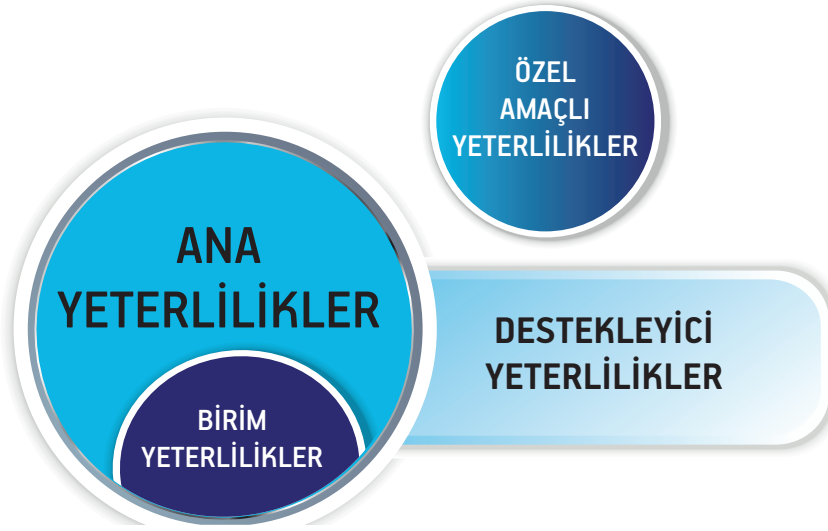 ÖZEL
AMAÇLI
YETERLİLİKLER
ANA
YETERLİLİKLER
DESTEKLEYİCİ
YETERLİLİKLER
BİRİM
YETERLİLİKLER